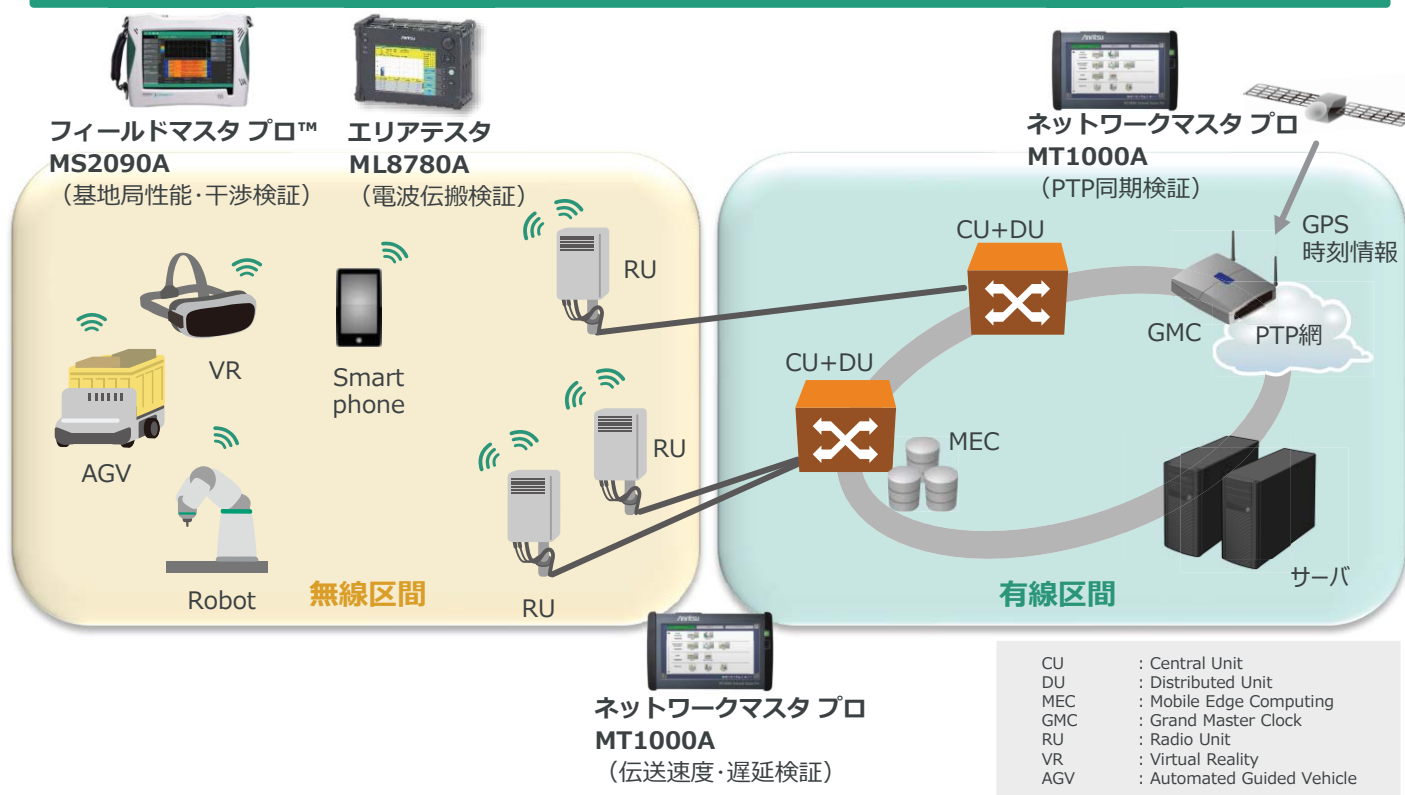 フィールドマスタ プロ™
MS2090A
（基地局性能･干渉検証）
エリアテスタ
ML8780A
（電波伝搬検証）
Anritsu
ネットワークマスタ プロ
MT1000A
（PTP同期検証）
GPS
時刻情報
CU+DU
RU
GMC
PTP網
VR
Smart
phone
CU+DU
AGV
RU
MEC
Robot
無線区間
RU
有線区間
サーバ
Anritsu
ネットワークマスタ プロ
MT1000A
（伝送速度･遅延検証）
CU : Central Unit
DU : Distributed Unit
MEC : Mobile Edge Computing
GMC : Grand Master Clock
RU : Radio Unit
VR : Virtual Reality
AGV : Automated Guided Vehicle